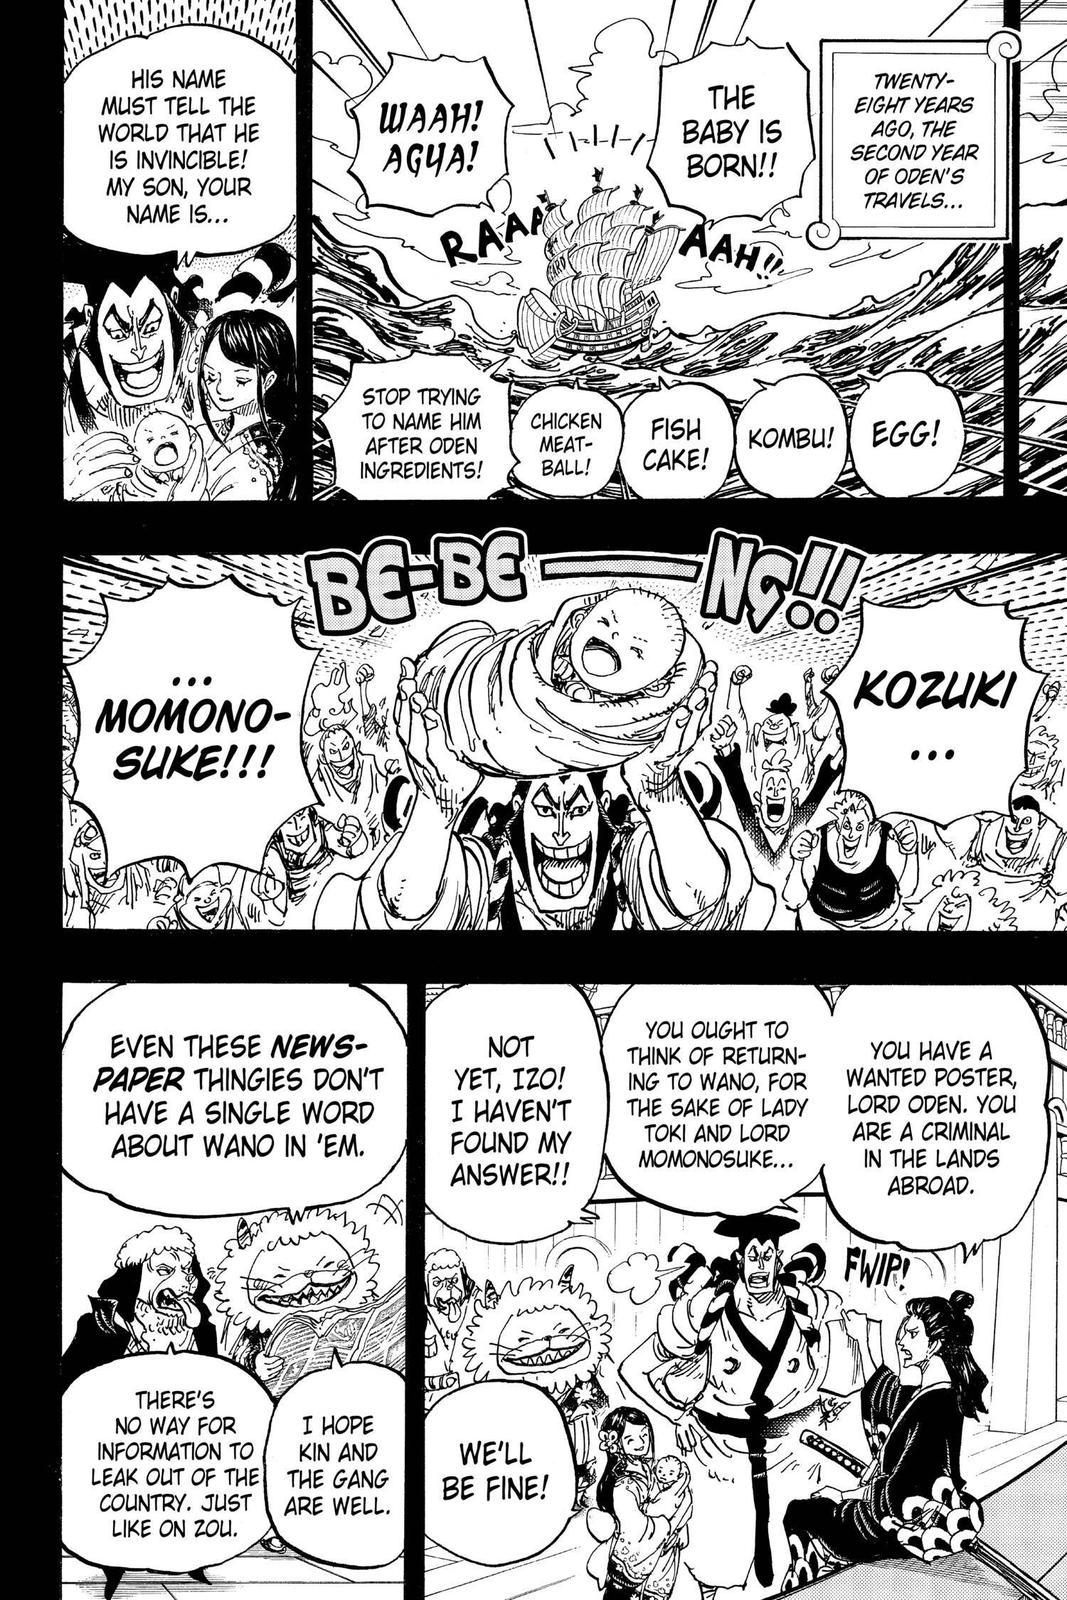 TWENTY-
EIGHT YEARS
AGO, THE
SECOND YEAR
OF ODEN'S
TRAVELS...
THE
BABY IS
BORN!!
WAAH!
AGYA!
RAAA
AAH!!
EGG!
KOMBU!
FISH
CAKE!
CHICKEN
MEAT-
BALL!
STOP TRYING
TO NAME HIM
AFTER ODEN
INGREDIENTS!
HIS NAME
MUST TELL THE
WORLD THAT HE
IS INVINCIBLE!
MY SON, YOUR
NAME IS...
BE-BE
NG!!
KOZUKI
...
...
MOMONO-
SUKE!!!
YOU HAVE A
WANTED POSTER,
LORD ODEN. YOU
ARE A CRIMINAL
IN THE LANDS
ABROAD.
YOU OUGHT TO
THINK OF RETURN-
ING TO WANO, FOR
THE SAKE OF LADY
TOKI AND LORD
MOMONOSUKE...
NOT
YET, IZO!
I HAVEN'T
FOUND MY
ANSWER!!
FWIP!
WE'LL
BE FINE!
EVEN THESE NEWS-
PAPER THINGIES DON'T
HAVE A SINGLE WORD
ABOUT WANO IN 'EM.
I HOPE
KIN AND
THE GANG
ARE WELL.
THERE'S
NO WAY FOR
INFORMATION TO
LEAK OUT OF THE
COUNTRY. JUST
LIKE ON ZOU.